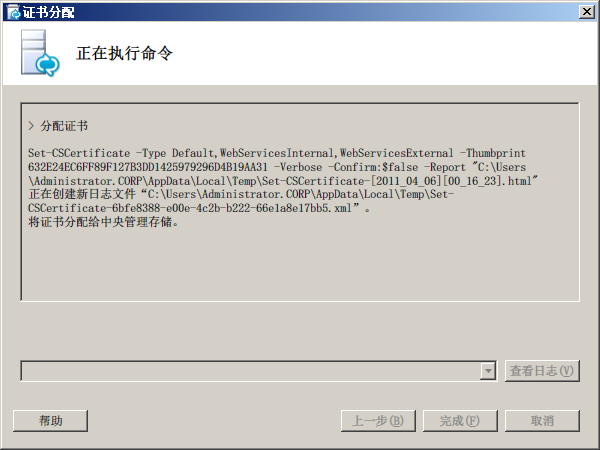 证书分配
正在执行命令
> 分配证书
Set-CSCertificate -Type Default,WebServicesInternal,WebServicesExternal -Thumbprint
632E24EC6FF89F127B3DD1425979296D4B19AA31 -Verbose -Confirm:$false -Report "C:\Users
\Administrator.CORP\AppData\Local\Temp\Set-CSCertificate-[2011_04_06][00_16_23].html"
正在创建新日志文件“C:\Users\Administrator.CORP\AppData\Local\Temp\Set-
CSCertificate-6bfe8388-e00e-4c2b-b222-66e1a8e17bb5.xml”。
将证书分配给中央管理存储。
查看日志(V)
帮助
上一步(B)
完成(F)
取消